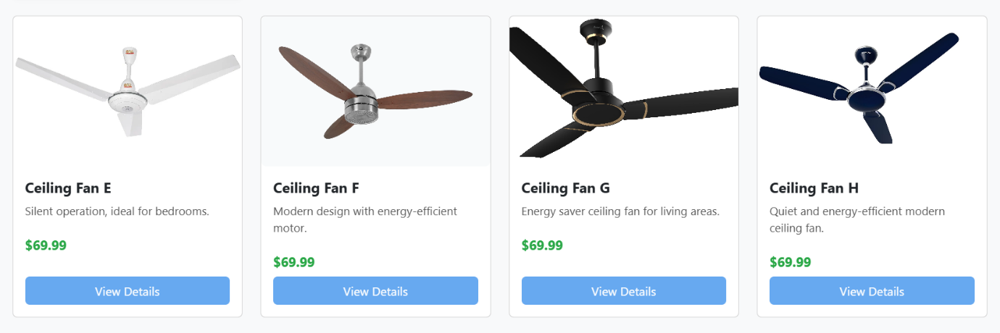 Ceiling Fan E
Silent operation, ideal for bedrooms.
$69.99
View Details
Ceiling Fan F
Modern design with energy-efficient
motor.
$69.99
View Details
Ceiling Fan G
Energy saver ceiling fan for living areas.
$69.99
View Details
Ceiling Fan H
Quiet and energy-efficient modern
ceiling fan.
$69.99
View Details